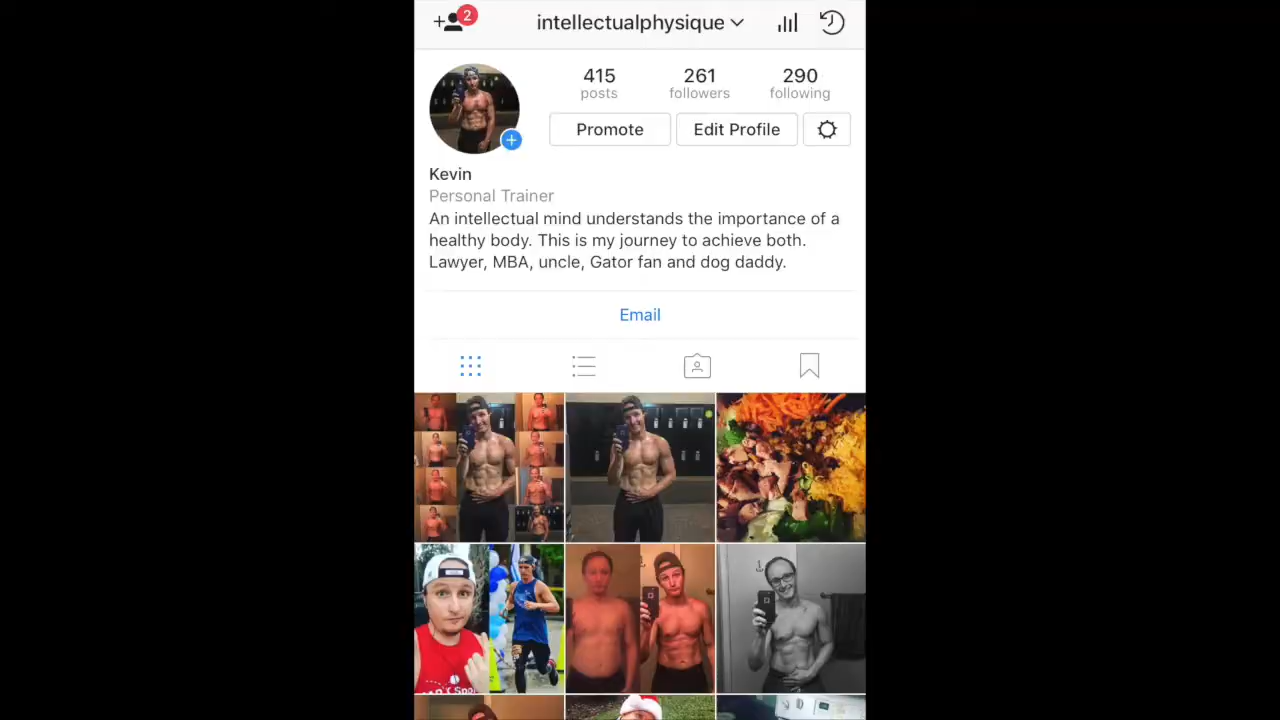 2
intellectualphysique
415 261 290
posts followers following
Promote Edit Profile
Kevin
Personal Trainer
An intellectual mind understands the importance of a
healthy body. This is my journey to achieve both.
Lawyer, MBA, uncle, Gator fan and dog daddy.
Email